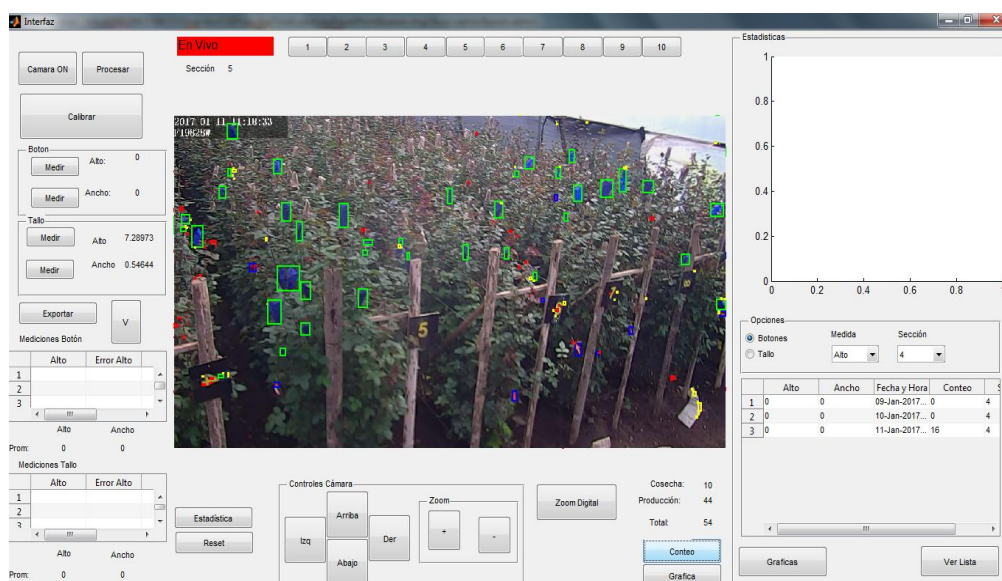 Interfaz
Camara ON
Procesar
Calibrar
En Vivo
1 2 3 4 5 6 7 8 9 10
Sección 5
Boton
Medir Alto: 0
Medir Ancho: 0
Tallo
Medir Alto 7.28973
Medir Ancho 0.54644
Exportar
V
Mediciones Botón
Alto Error Alto
1
2
3
Alto Ancho
Prom: 0 0
Mediciones Tallo
Alto Error Alto
1
2
3
Alto Ancho
Prom: 0 0
2017 01 11 11:18:33
5
8
Estadística
Reset
Controles Cámara
Arriba
Izq
Der
Abajo
Zoom
+
-
Zoom Digital
Cosecha: 10
Producción: 44
Total: 54
Conteo
Grafica
Estadisticas
1
0.8
0.6
0.4
0.2
0
0 0.2 0.4 0.6 0.8 1
Opciones
Botones
Tallo
Medida
Alto
Sección
4
Alto Ancho Fecha y Hora Conteo S
1 0 0 09-Jan-2017... 0 4
2 0 0 10-Jan-2017... 0 4
3 0 0 11-Jan-2017... 16 4
Graficas
Ver Lista